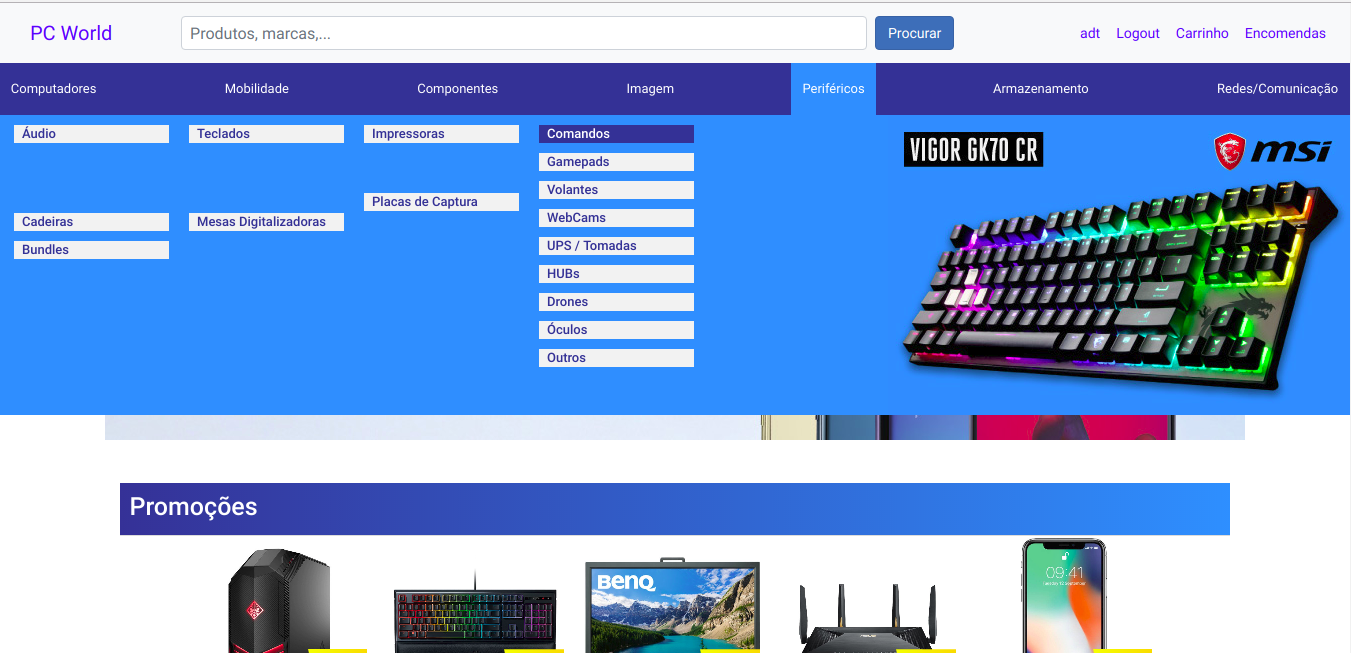 PC World
Produtos, marcas,...
Procurar
adt
Logout
Carrinho
Encomendas
Computadores
Mobilidade
Componentes
Imagem
Periféricos
Armazenamento
Redes/Comunicação
Áudio
Cadeiras
Bundles
Teclados
Mesas Digitalizadoras
Impressoras
Placas de Captura
Comandos
Gamepads
Volantes
WebCams
UPS / Tomadas
HUBs
Drones
Óculos
Outros
VIGOR GK70 CR
msi
Promoções
BenQ
09:41